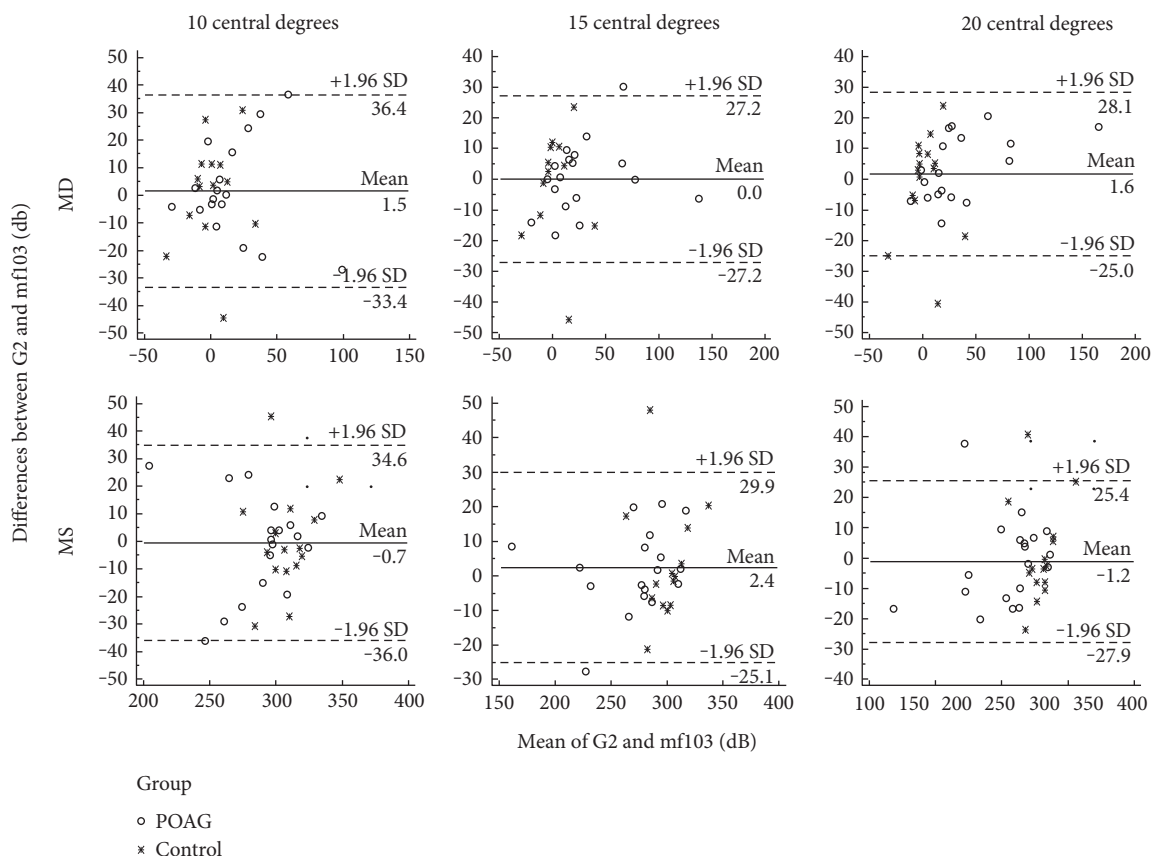 10 central degrees
15 central degrees
20 central degrees
Differences between G2 and mf103 (db)
MD
50
40
30
20
10
0
−10
−20
−30
−40
−50
+1.96 SD
36.4
Mean
1.5
−1.96 SD
−33.4
−50 0 50 100 150
50
40
30
20
10
0
−10
−20
−30
−40
−50
+1.96 SD
27.2
Mean
0.0
−1.96 SD
−27.2
−50 0 50 100 150 200
50
40
30
20
10
0
−10
−20
−30
−40
−50
+1.96 SD
28.1
Mean
1.6
−1.96 SD
−25.0
−50 0 50 100 150 200
MS
50
40
30
20
10
0
−10
−20
−30
−40
−50
+1.96 SD
34.6
Mean
−0.7
−1.96 SD
−36.0
200 250 300 350 400
50
40
30
20
10
0
−10
−20
−30
+1.96 SD
29.9
Mean
2.4
−1.96 SD
−25.1
150 200 250 300 350 400
50
40
30
20
10
0
−10
−20
−30
−40
+1.96 SD
25.4
Mean
−1.2
−1.96 SD
−27.9
100 150 200 250 300 350 400
Mean of G2 and mf103 (dB)
Group
POAG
Control